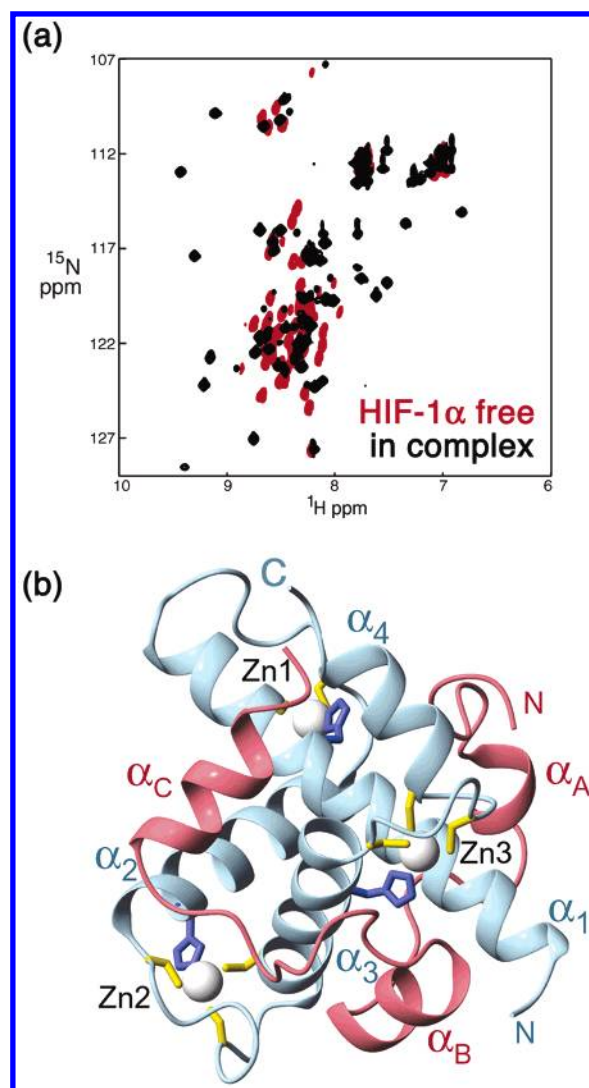 (a)
107
112
117
122
127
15N
ppm
HIF-1α free
in complex
10 9 8 7 6
1H ppm
(b)
C
α4
Zn1
N
αC
αA
Zn3
α2
α1
α3
Zn2
αB
N